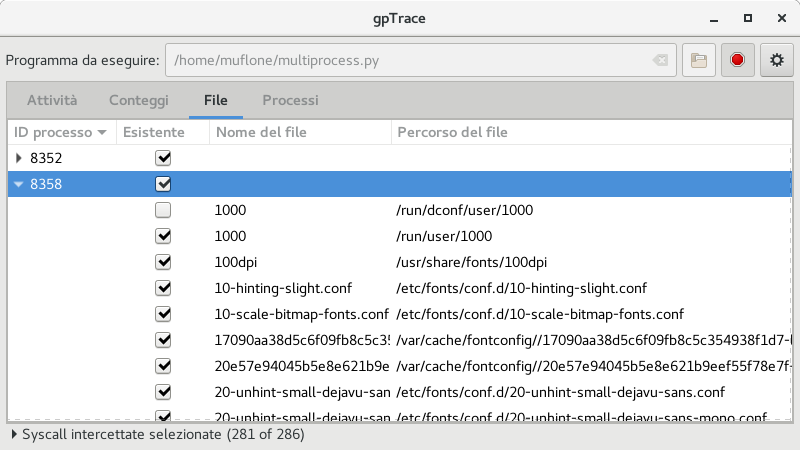 gpTrace
Programma da eseguire: /home/muflone/multiprocess.py
Attività Conteggi File Processi
ID processo Esistente Nome del file Percorso del file
8352
8358
1000 /run/dconf/user/1000
1000 /run/user/1000
100dpi /usr/share/fonts/100dpi
10-hinting-slight.conf /etc/fonts/conf.d/10-hinting-slight.conf
10-scale-bitmap-fonts.conf /etc/fonts/conf.d/10-scale-bitmap-fonts.conf
17090aa38d5c6f09fb8c5c35 /var/cache/fontconfig//17090aa38d5c6f09fb8c5c354938f1d7-l
20e57e94045b5e8e621b9e /var/cache/fontconfig//20e57e94045b5e8e621b9eef55f78e7f-
20-unhint-small-dejavu-san /etc/fonts/conf.d/20-unhint-small-dejavu-sans.conf
20-unhint-small-dejavu-san /etc/fonts/conf.d/20-unhint-small-dejavu-sans-mono.conf
Syscall intercettate selezionate (281 of 286)